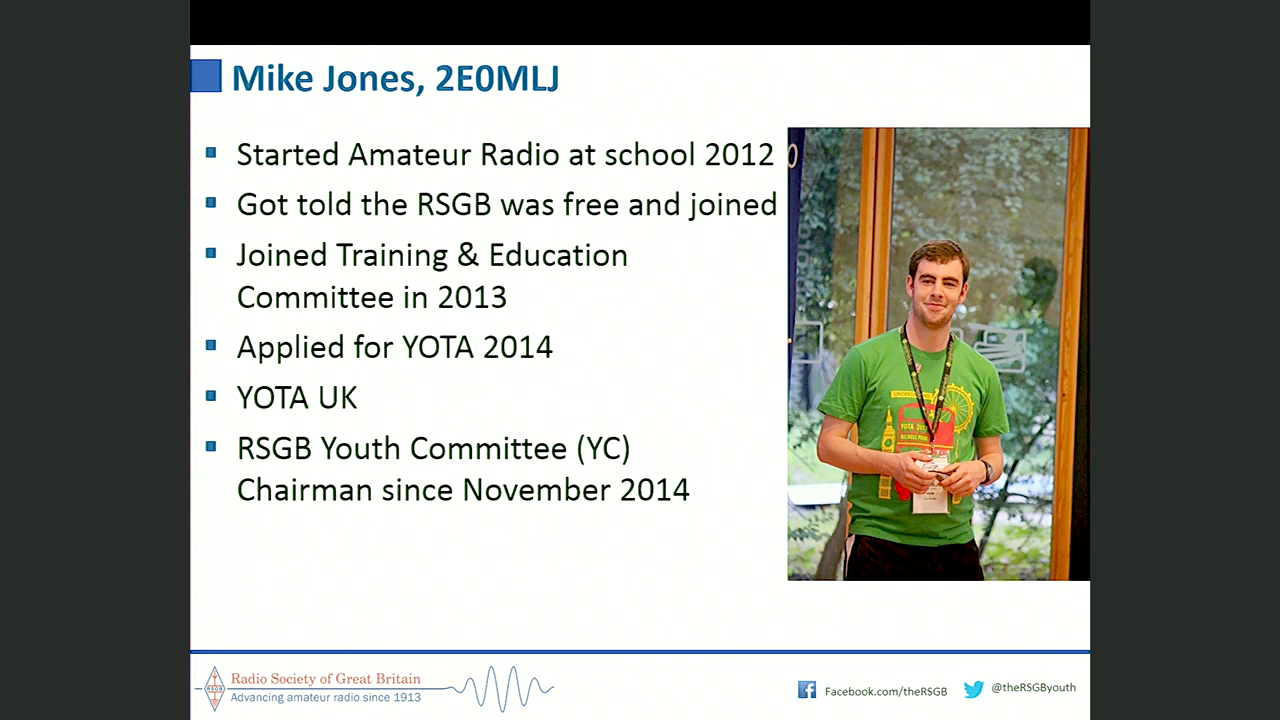 Mike Jones, 2E0MLJ
Started Amateur Radio at school 2012
Got told the RSGB was free and joined
Joined Training & Education
Committee in 2013
Applied for YOTA 2014
YOTA UK
RSGB Youth Committee (YC)
Chairman since November 2014
YOTA
RSGB
Radio Society of Great Britain
Advancing amateur radio since 1913
Facebook.com/theRSGB
@theRSGByouth